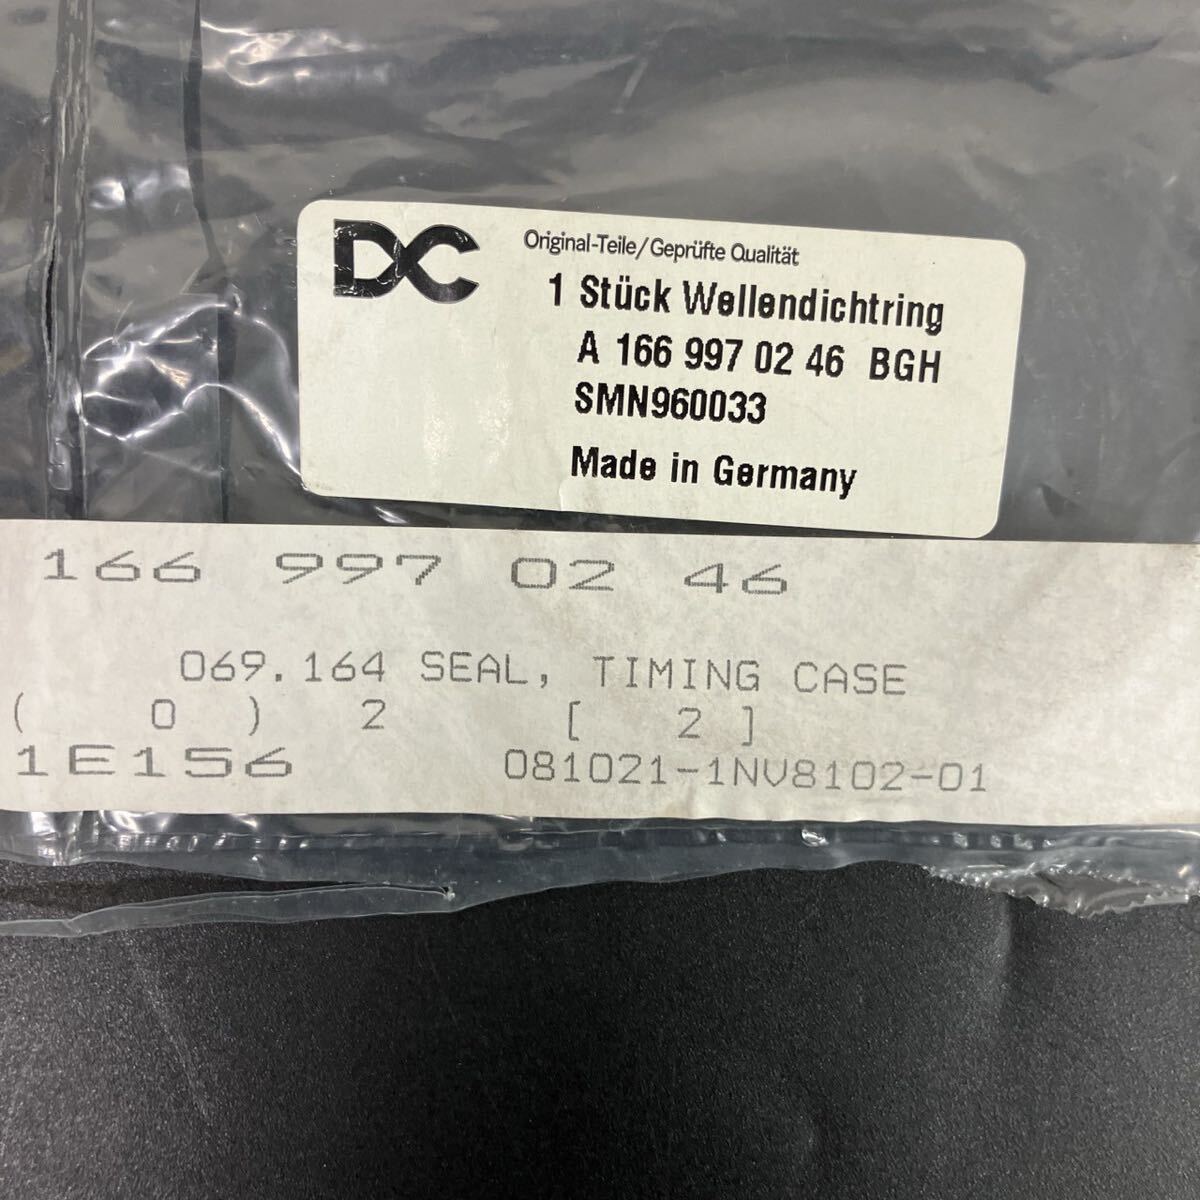 DC
Original-Teile/Geprüfte Qualität
1 Stück Wellendichtring
A 166 997 02 46 BGH
SMN960033
Made in Germany
166 997 02 46
069.164 SEAL, TIMING CASE
( 0 ) 2 [ 2 ]
1E156 081021-1NV8102-01